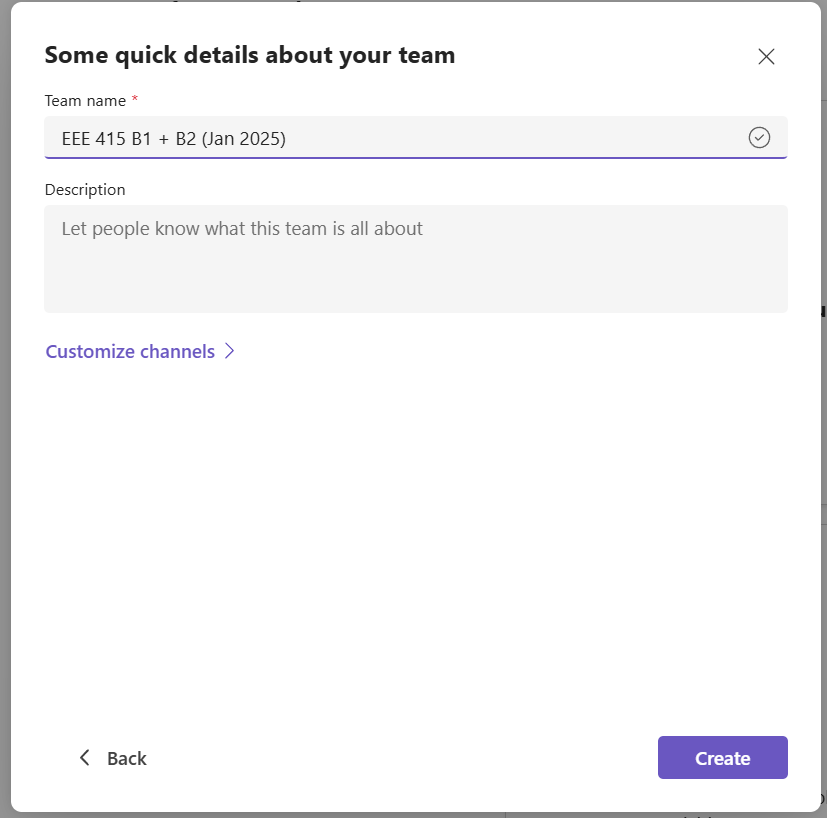 Some quick details about your team
Team name *
EEE 415 B1 + B2 (Jan 2025)
Description
Let people know what this team is all about
Customize channels
Back
Create